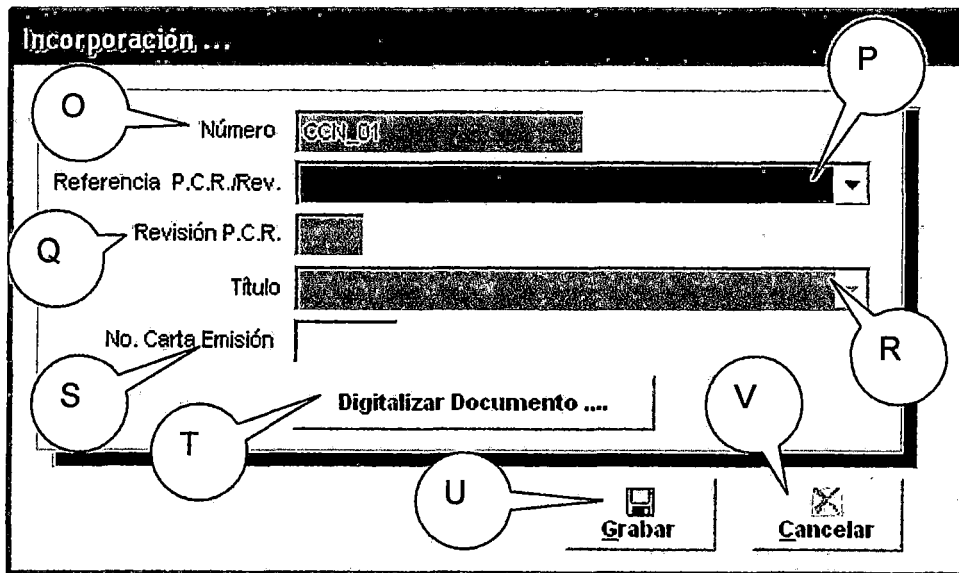 Incorporación ...
P
O
Número CCN_01
Referencia P.C.R./Rev.
Q
Revisión P.C.R.
Título
R
No. Carta Emisión
S
T
Digitalizar Documento ....
V
U
Grabar Cancelar